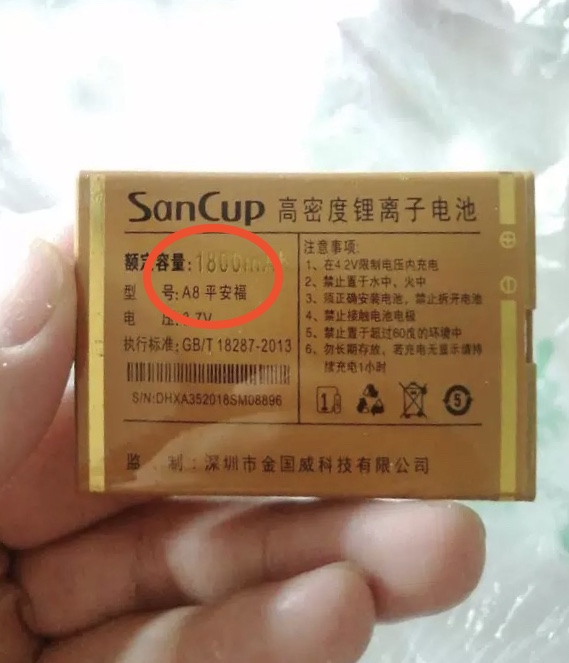 SanCup 高密度锂离子电池
额定容量:1800mAh
型 号:A8 平安福
电 压:3.7V
执行标准:GB/T 18287-2013
S/N:DHXA352018SM08896
注意事项:
1、在4.2V限制电压内充电
2、禁止置于水中、火中
3、须正确安装电池，禁止拆开电池
4、禁止接触电池电极
5、禁止置于超过60度的环境中
6、勿长期存放，若充电无显示请持
续充电1小时
1
5
监 制:深圳市金国威科技有限公司